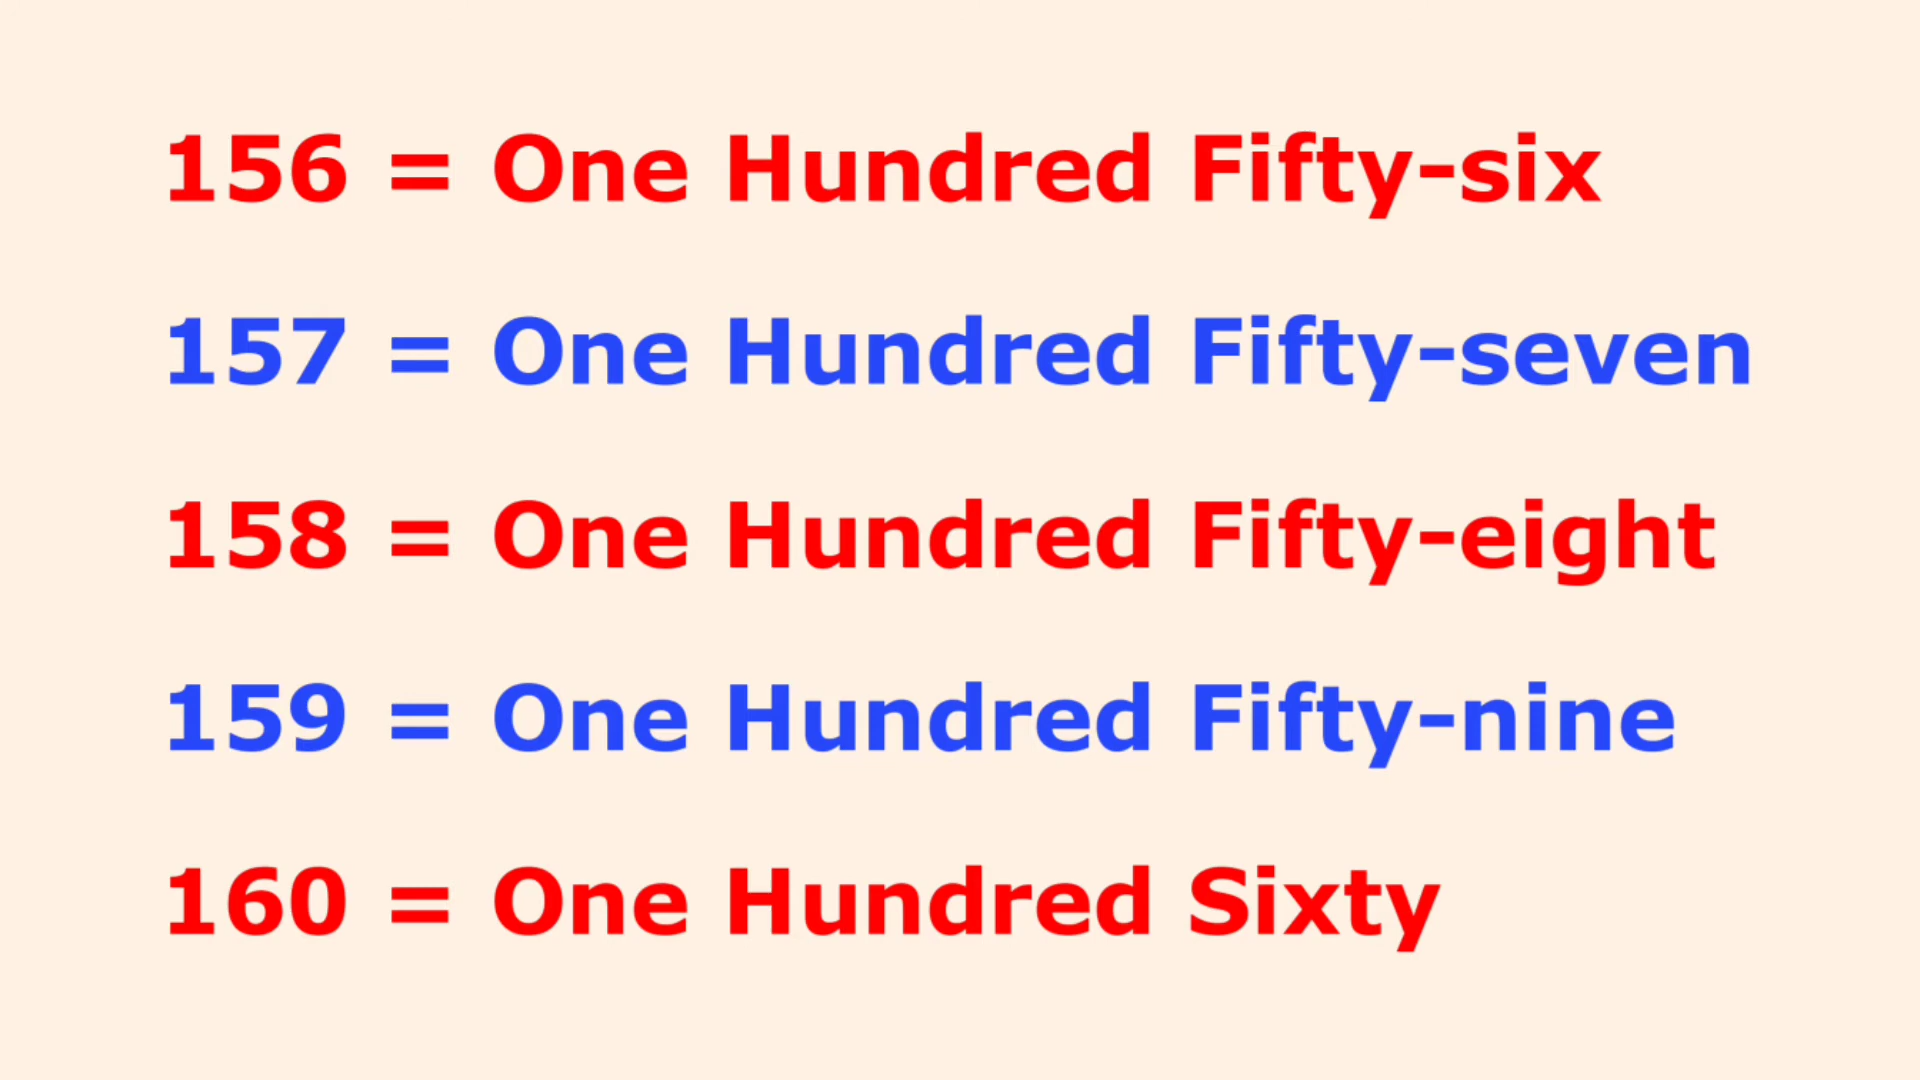 156 = One Hundred Fifty-six
157 = One Hundred Fifty-seven
158 = One Hundred Fifty-eight
159 = One Hundred Fifty-nine
160 = One Hundred Sixty